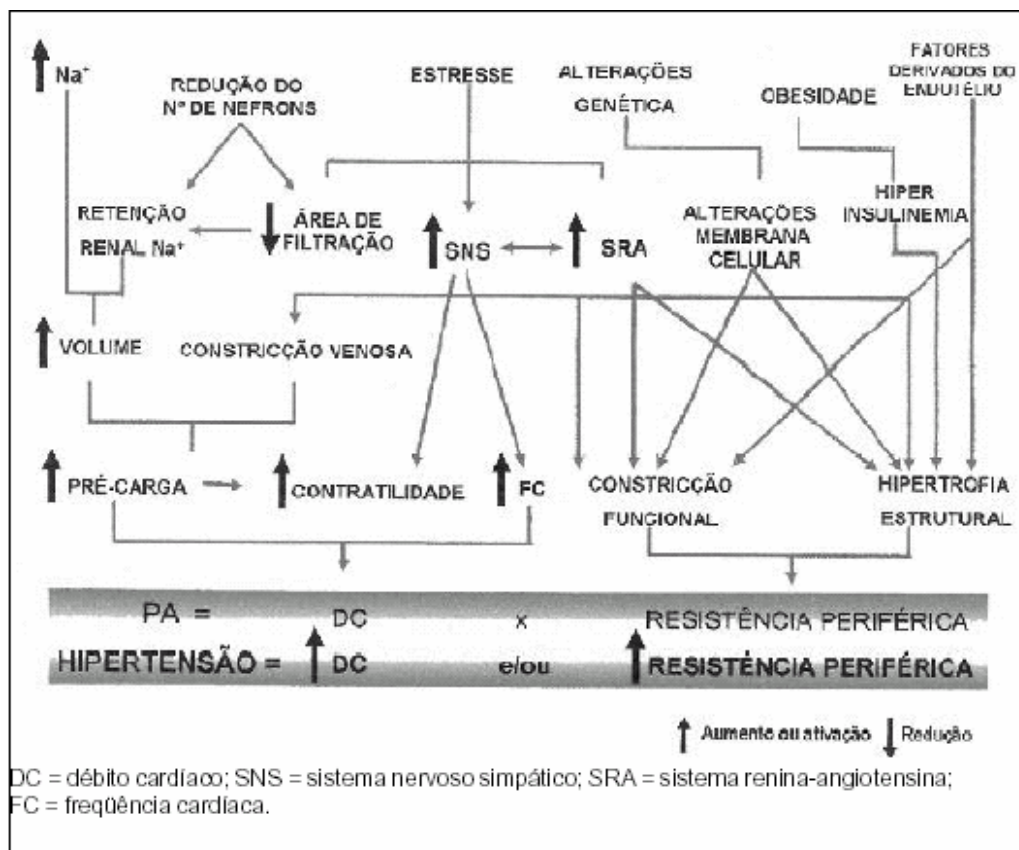 Na⁺
REDUÇÃO DO
Nº DE NEFRONS
ESTRESSE
ALTERAÇÕES
GENÉTICA
OBESIDADE
FATORES
DERIVADOS DO
ENDUTÉLIO
RETENÇÃO
RENAL Na⁺
ÁREA DE
FILTRAÇÃO
SNS
SRA
ALTERAÇÕES
MEMBRANA
CELULAR
HIPER
INSULINEMIA
VOLUME
CONSTRICÇÃO VENOSA
PRÉ-CARGA
CONTRATILIDADE
FC
CONSTRICÇÃO
FUNCIONAL
HIPERTROFIA
ESTRUTURAL
PA = DC x RESISTÊNCIA PERIFÉRICA
HIPERTENSÃO = DC e/ou RESISTÊNCIA PERIFÉRICA
Aumento ou ativação Redução
DC = débito cardíaco; SNS = sistema nervoso simpático; SRA = sistema renina-angiotensina;
FC = freqüência cardíaca.